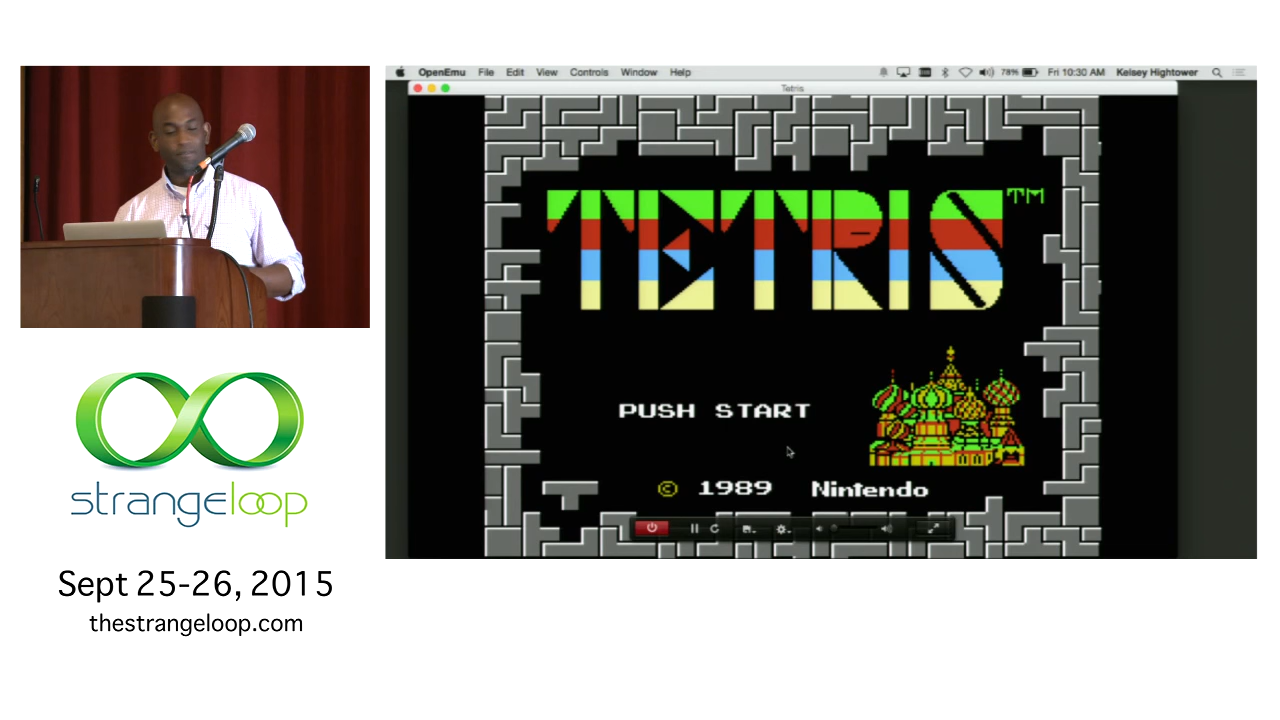 OpenEmu File Edit View Controls Window Help 78% Fri 10:30 AM Kelsey Hightower
Tetris
TETRIS TM
PUSH START
© 1989 Nintendo
strangeloop
Sept 25-26, 2015
thestrangeloop.com